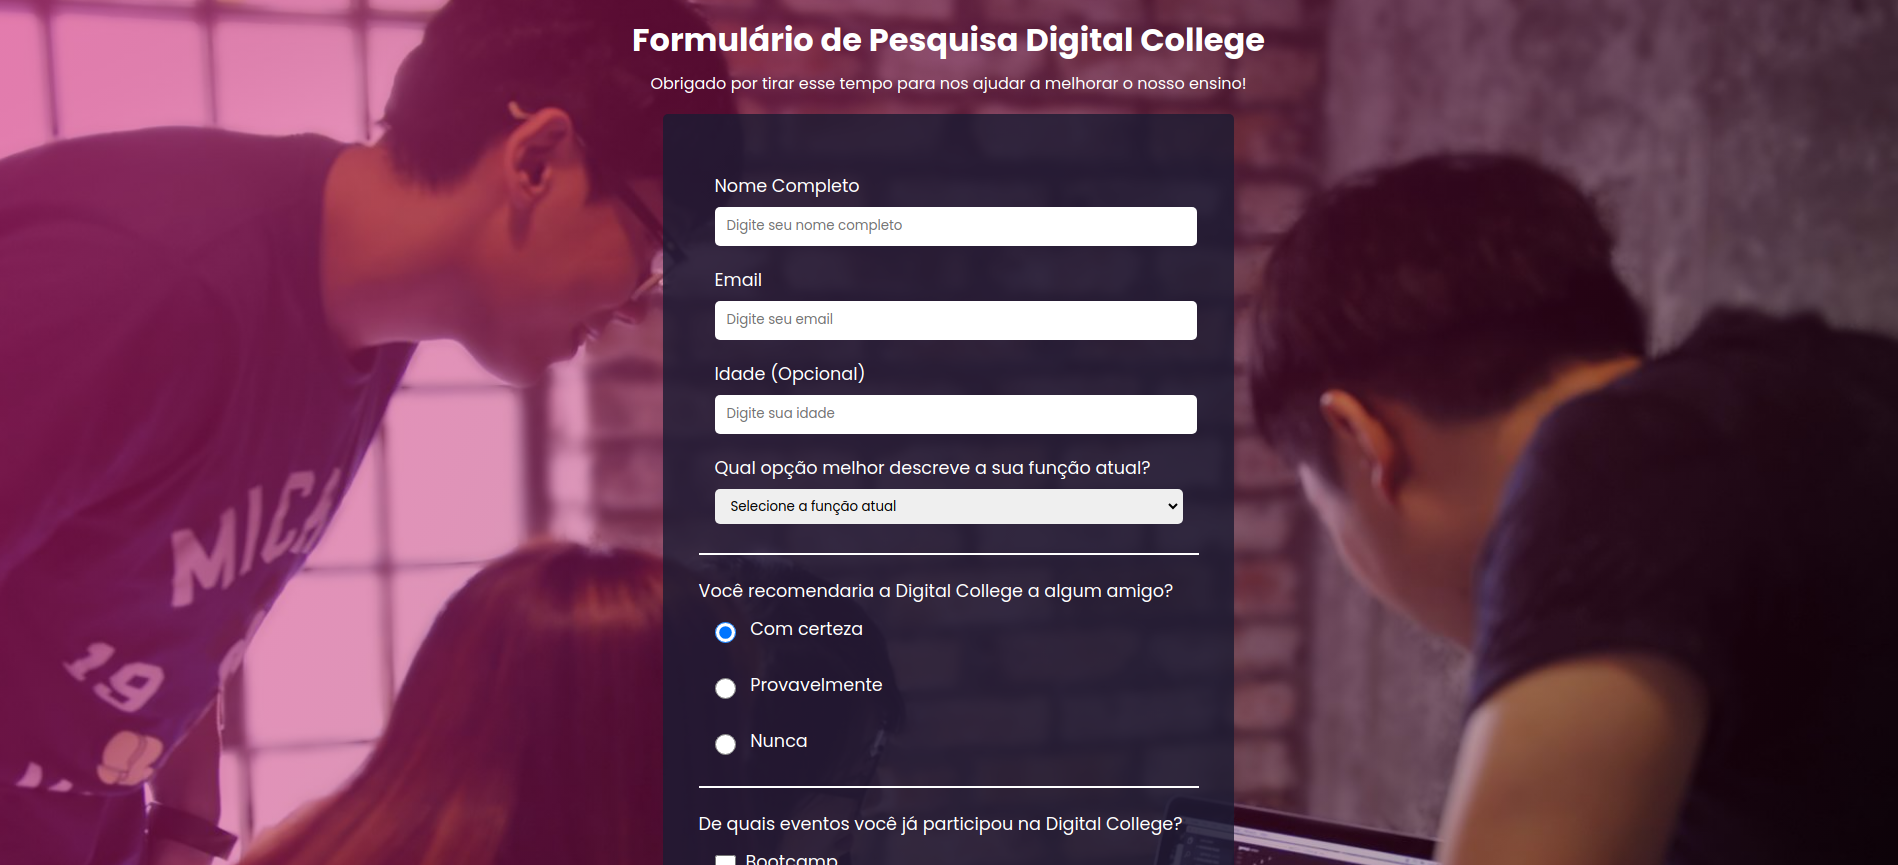 Formulário de Pesquisa Digital College
Obrigado por tirar esse tempo para nos ajudar a melhorar o nosso ensino!
Nome Completo
Digite seu nome completo
Email
Digite seu email
Idade (Opcional)
Digite sua idade
Qual opção melhor descreve a sua função atual?
Selecione a função atual
Você recomendaria a Digital College a algum amigo?
Com certeza
Provavelmente
Nunca
De quais eventos você já participou na Digital College?
Bootcamp
19